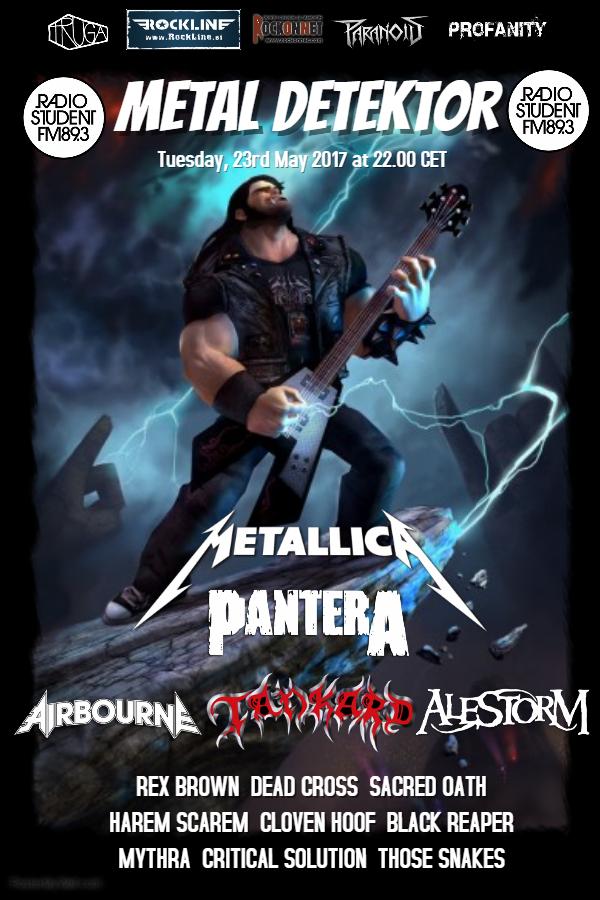 TRUGA
ROCKLINE
www.RockLine.si
ROCKONNET
PARANOID
PROFANITY
RADIO
STUDENT
FM89.3
METAL DETEKTOR
RADIO
STUDENT
FM89.3
Tuesday, 23rd May 2017 at 22.00 CET
METALLICA
PANTERA
AIRBOURNE
TANKARD
ALESTORM
REX BROWN DEAD CROSS SACRED OATH
HAREM SCAREM CLOVEN HOOF BLACK REAPER
MYTHRA CRITICAL SOLUTION THOSE SNAKES